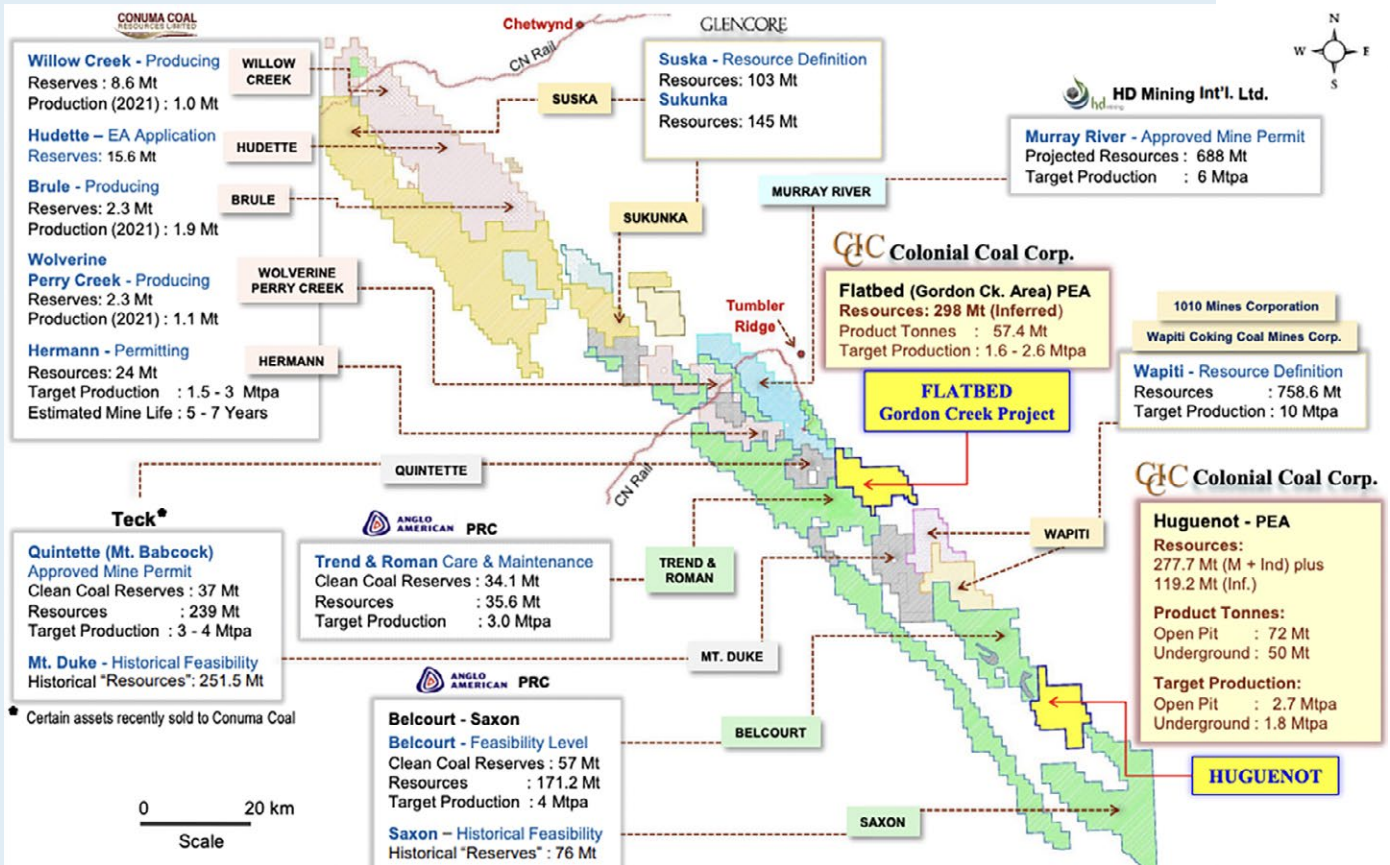 CONUMA COAL
RESOURCES LIMITED
Willow Creek - Producing
Reserves : 8.6 Mt
Production (2021) : 1.0 Mt
Hudette – EA Application
Reserves: 15.6 Mt
Brule - Producing
Reserves: 2.3 Mt
Production (2021) : 1.9 Mt
Wolverine
Perry Creek - Producing
Reserves: 2.3 Mt
Production (2021) : 1.1 Mt
Hermann - Permitting
Resources: 24 Mt
Target Production : 1.5 - 3 Mtpa
Estimated Mine Life : 5 - 7 Years
WILLOW
CREEK
HUDETTE
BRULE
WOLVERINE
PERRY CREEK
HERMANN
Chetwynd
CN Rail
GLENCORE
SUSKA
Suska - Resource Definition
Resources: 103 Mt
Sukunka
Resources: 145 Mt
SUKUNKA
N
W
E
S
hd
mining
HD Mining Int'l. Ltd.
Murray River - Approved Mine Permit
Projected Resources : 688 Mt
Target Production : 6 Mtpa
MURRAY RIVER
Tumbler
Ridge
CCIC Colonial Coal Corp.
Flatbed (Gordon Ck. Area) PEA
Resources: 298 Mt (Inferred)
Product Tonnes : 57.4 Mt
Target Production : 1.6 - 2.6 Mtpa
FLATBED
Gordon Creek Project
1010 Mines Corporation
Wapiti Coking Coal Mines Corp.
Wapiti - Resource Definition
Resources : 758.6 Mt
Target Production : 10 Mtpa
WAPITI
CCIC Colonial Coal Corp.
Huguenot - PEA
Resources:
277.7 Mt (M + Ind) plus
119.2 Mt (Inf.)
Product Tonnes:
Open Pit : 72 Mt
Underground : 50 Mt
Target Production:
Open Pit : 2.7 Mtpa
Underground : 1.8 Mtpa
HUGUENOT
QUINTETTE
CN Rail
Teck*
Quintette (Mt. Babcock)
Approved Mine Permit
Clean Coal Reserves : 37 Mt
Resources : 239 Mt
Target Production : 3 - 4 Mtpa
Mt. Duke - Historical Feasibility
Historical "Resources": 251.5 Mt
* Certain assets recently sold to Conuma Coal
ANGLO
AMERICAN PRC
Trend & Roman Care & Maintenance
Clean Coal Reserves : 34.1 Mt
Resources : 35.6 Mt
Target Production : 3.0 Mtpa
TREND &
ROMAN
MT. DUKE
ANGLO
AMERICAN PRC
Belcourt - Saxon
Belcourt - Feasibility Level
Clean Coal Reserves : 57 Mt
Resources : 171.2 Mt
Target Production : 4 Mtpa
Saxon – Historical Feasibility
Historical "Reserves" : 76 Mt
BELCOURT
SAXON
0 20 km
Scale